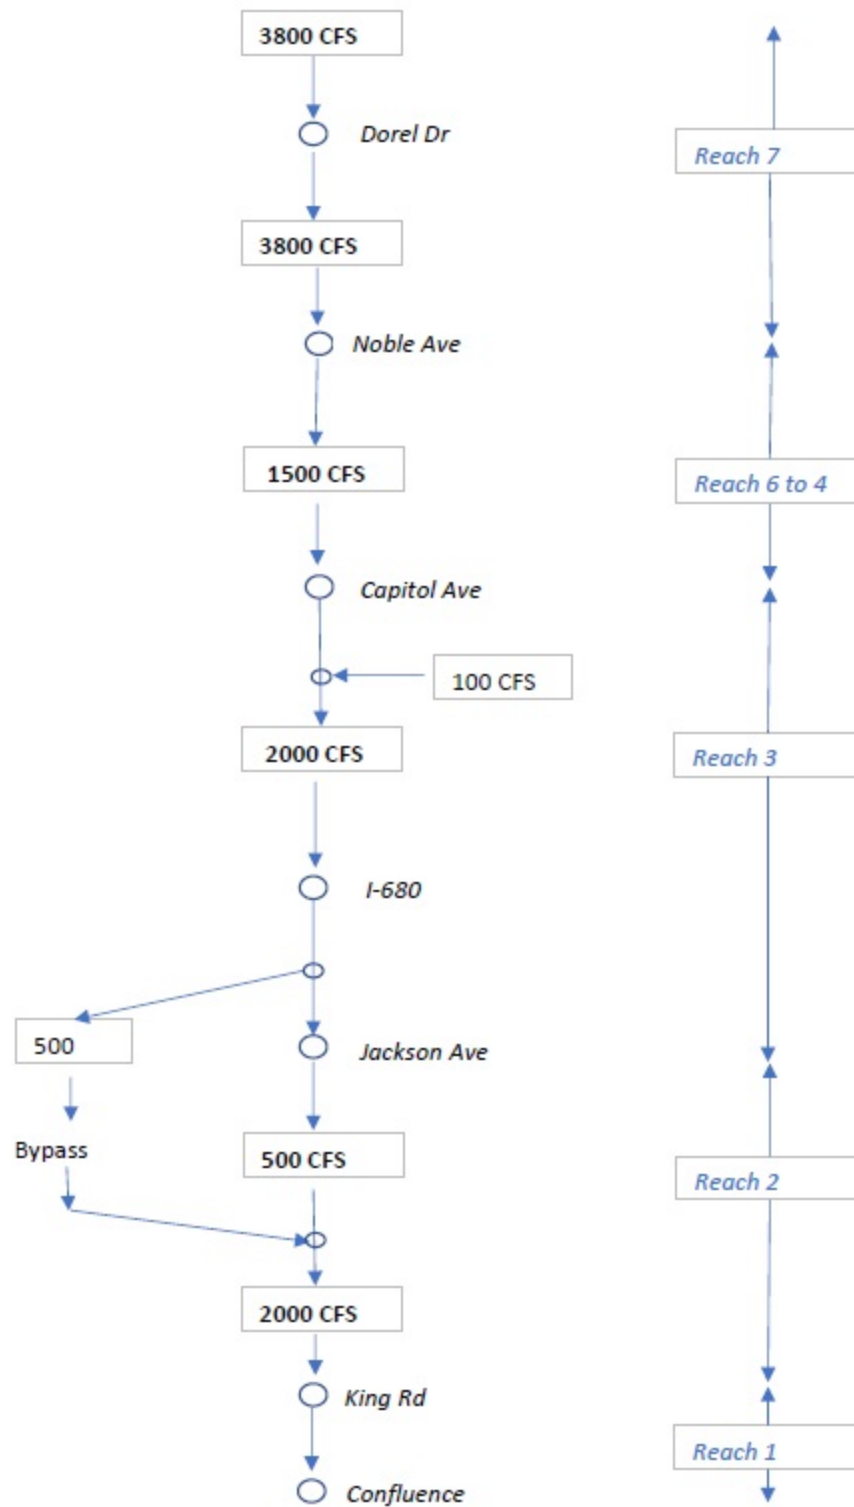 3800 CFS
Dorel Dr
Reach 7
3800 CFS
Noble Ave
1500 CFS
Reach 6 to 4
Capitol Ave
100 CFS
2000 CFS
Reach 3
I-680
500
Jackson Ave
Bypass
500 CFS
Reach 2
2000 CFS
King Rd
Reach 1
Confluence